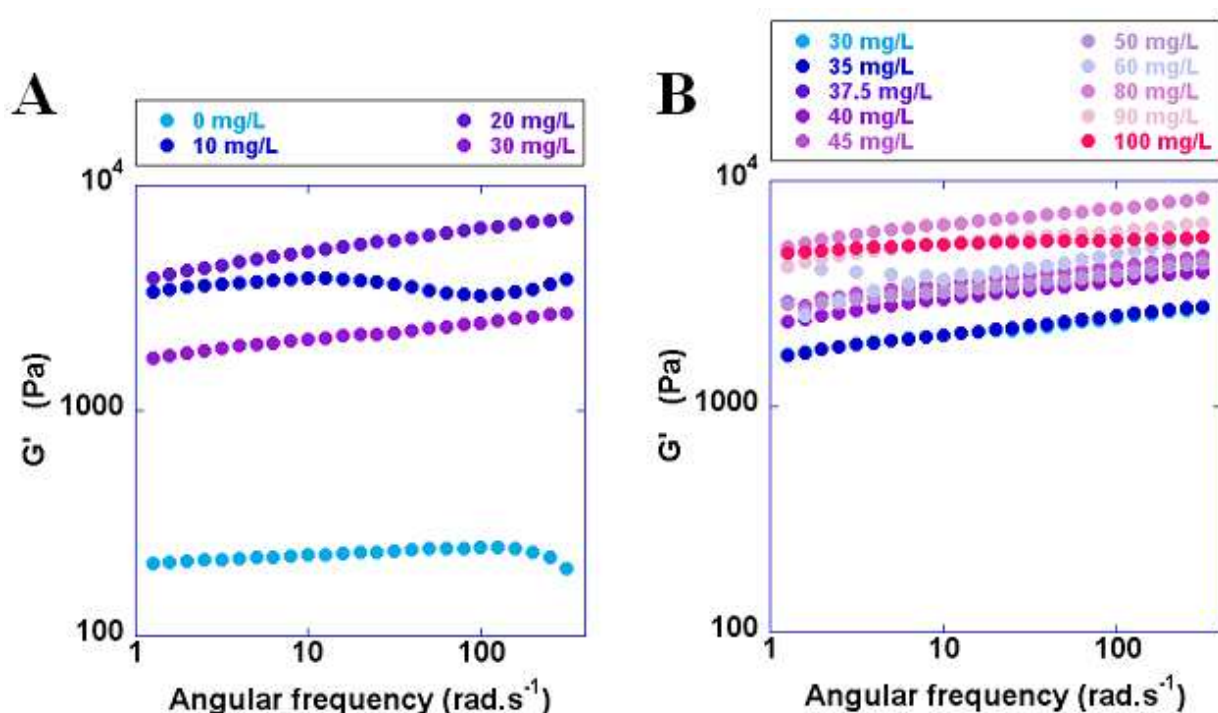 A
0 mg/L 20 mg/L
10 mg/L 30 mg/L
10^4
1000
100
G' (Pa)
1 10 100
Angular frequency (rad.s^-1)
B
30 mg/L 50 mg/L
35 mg/L 60 mg/L
37.5 mg/L 80 mg/L
40 mg/L 90 mg/L
45 mg/L 100 mg/L
10^4
1000
100
G' (Pa)
1 10 100
Angular frequency (rad.s^-1)